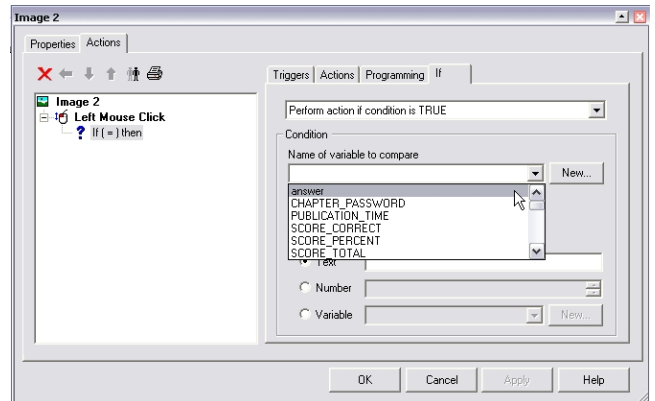 Image 2
Properties Actions
Triggers Actions Programming If
Image 2
Left Mouse Click
If ( = ) then
Perform action if condition is TRUE
Condition
Name of variable to compare
New...
answer
CHAPTER_PASSWORD
PUBLICATION_TIME
SCORE_CORRECT
SCORE_PERCENT
SCORE_TOTAL
Text
Number
Variable New...
OK Cancel Apply Help